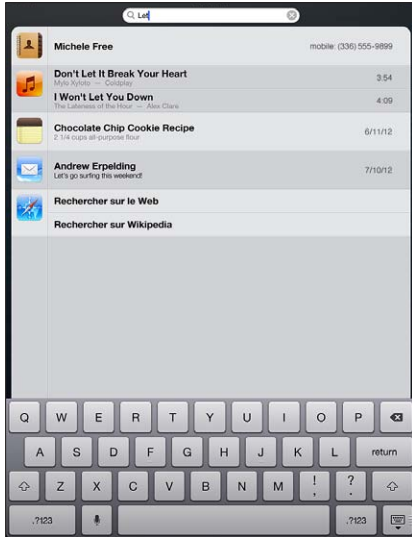 Let
Michele Free mobile: (336) 555-9899
Don't Let It Break Your Heart 3:54
Mylo Xyloto — Coldplay
I Won't Let You Down 4:09
The Lateness of the Hour — Alex Clare
Chocolate Chip Cookie Recipe 6/11/12
2 1/4 cups all-purpose flour
Andrew Erpelding 7/10/12
Let's go surfing this weekend!
Rechercher sur le Web
Rechercher sur Wikipedia
Q W E R T Y U I O P
A S D F G H J K L return
Z X C V B N M ! , ? .
.?123 .?123